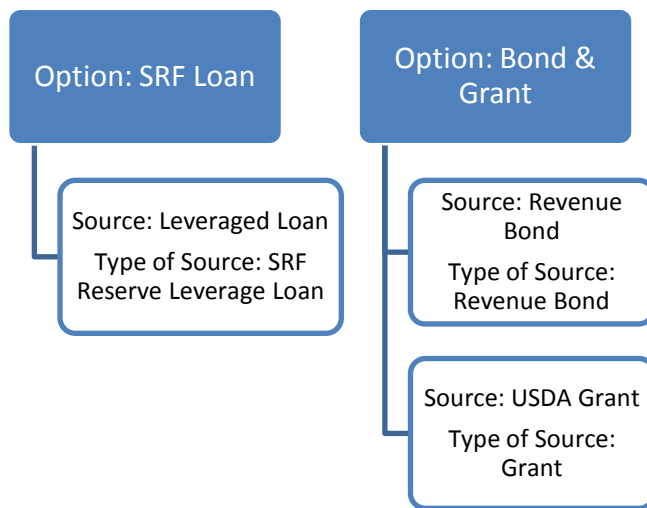 Option: SRF Loan
Source: Leveraged Loan
Type of Source: SRF
Reserve Leverage Loan
Option: Bond &
Grant
Source: Revenue
Bond
Type of Source:
Revenue Bond
Source: USDA Grant
Type of Source:
Grant